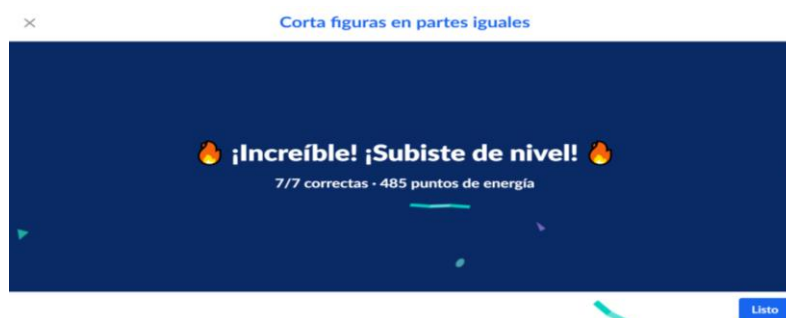 Corta figuras en partes iguales
🔥 ¡Increíble! ¡Subiste de nivel! 🔥
7/7 correctas · 485 puntos de energía
Listo